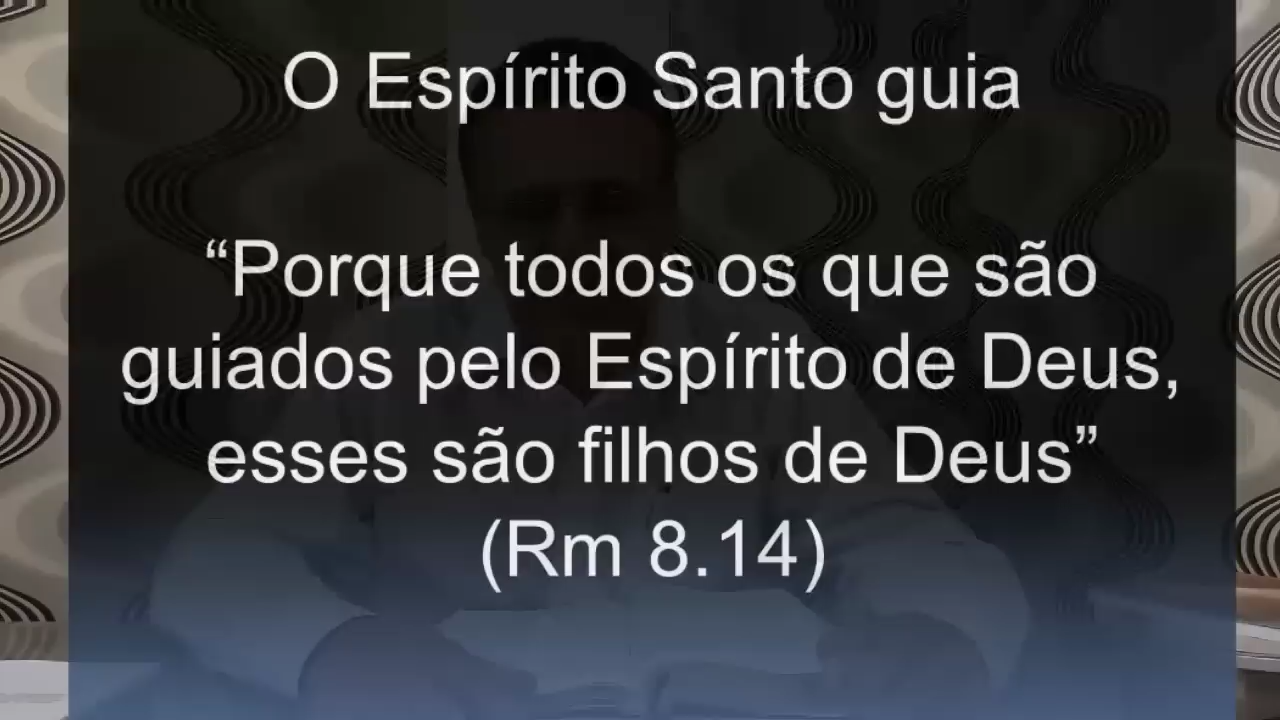 O Espírito Santo guia
“Porque todos os que são
guiados pelo Espírito de Deus,
esses são filhos de Deus”
(Rm 8.14)